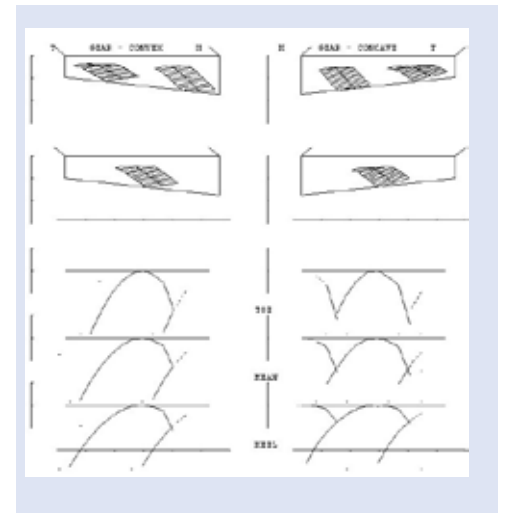 T GEAR - CONVEX H
H GEAR - CONCAVE T
TOE
MEAN
HEEL